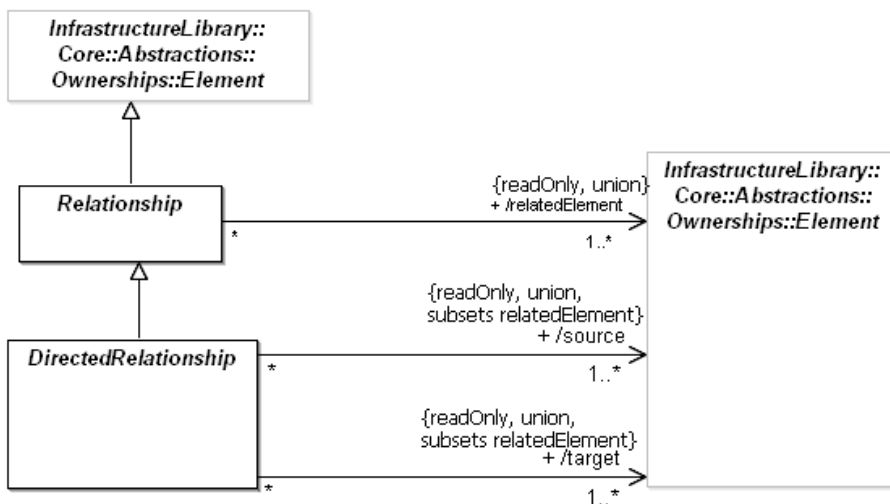 InfrastructureLibrary::
Core::Abstractions::
Ownerships::Element
InfrastructureLibrary::
Core::Abstractions::
Ownerships::Element
Relationship
{readOnly, union}
+ /relatedElement
*
1..*
{readOnly, union,
subsets relatedElement}
+ /source
DirectedRelationship
*
1..*
{readOnly, union,
subsets relatedElement}
+ /target
*
1..*